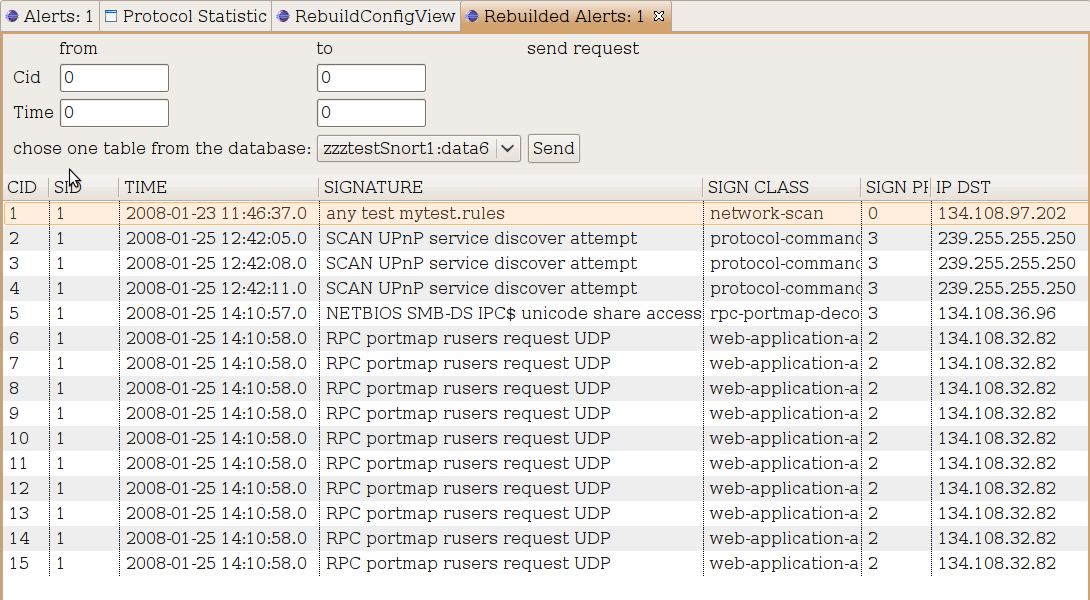 Alerts: 1 Protocol Statistic RebuildConfigView Rebuilded Alerts: 1
from to send request
Cid 0 0
Time 0 0
chose one table from the database: zzztestSnort1:data6 Send
CID SID TIME SIGNATURE SIGN CLASS SIGN PR IP DST
1 1 2008-01-23 11:46:37.0 any test mytest.rules network-scan 0 134.108.97.202
2 1 2008-01-25 12:42:05.0 SCAN UPnP service discover attempt protocol-command 3 239.255.255.250
3 1 2008-01-25 12:42:08.0 SCAN UPnP service discover attempt protocol-command 3 239.255.255.250
4 1 2008-01-25 12:42:11.0 SCAN UPnP service discover attempt protocol-command 3 239.255.255.250
5 1 2008-01-25 14:10:57.0 NETBIOS SMB-DS IPC$ unicode share access rpc-portmap-deco 3 134.108.36.96
6 1 2008-01-25 14:10:58.0 RPC portmap rusers request UDP web-application-a 2 134.108.32.82
7 1 2008-01-25 14:10:58.0 RPC portmap rusers request UDP web-application-a 2 134.108.32.82
8 1 2008-01-25 14:10:58.0 RPC portmap rusers request UDP web-application-a 2 134.108.32.82
9 1 2008-01-25 14:10:58.0 RPC portmap rusers request UDP web-application-a 2 134.108.32.82
10 1 2008-01-25 14:10:58.0 RPC portmap rusers request UDP web-application-a 2 134.108.32.82
11 1 2008-01-25 14:10:58.0 RPC portmap rusers request UDP web-application-a 2 134.108.32.82
12 1 2008-01-25 14:10:58.0 RPC portmap rusers request UDP web-application-a 2 134.108.32.82
13 1 2008-01-25 14:10:58.0 RPC portmap rusers request UDP web-application-a 2 134.108.32.82
14 1 2008-01-25 14:10:58.0 RPC portmap rusers request UDP web-application-a 2 134.108.32.82
15 1 2008-01-25 14:10:58.0 RPC portmap rusers request UDP web-application-a 2 134.108.32.82